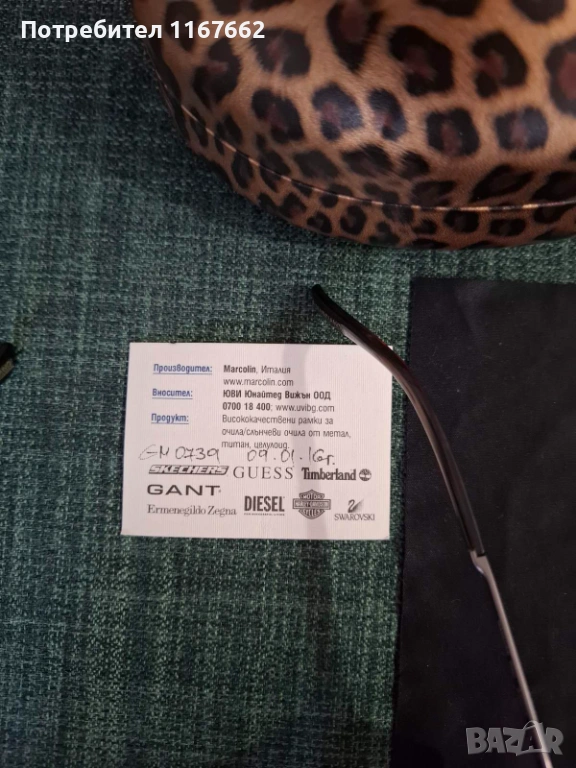 Потребител 1167662
Производител: Marcolin, Италия
www.marcolin.com
Вносител: ЮВИ Юнайтед Вижън ООД
0700 18 400; www.uvibg.com
Продукт: Висококачествени рамки за
очила/слънчеви очила от метал,
титан, целулоид.
GM0739 09.01.16г.
SKECHERS GUESS Timberland
GANT DIESEL
Ermenegildo Zegna SWAROVSKI
BAZAR